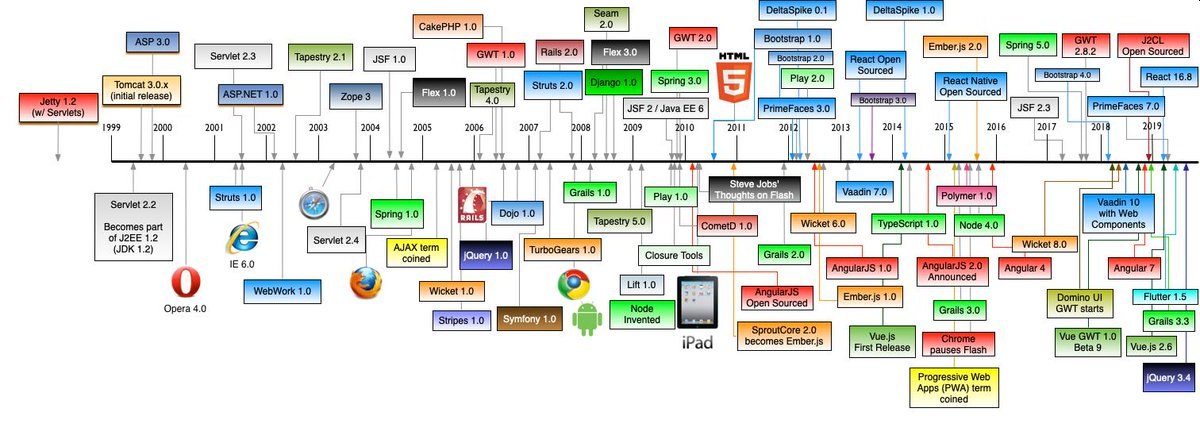 DeltaSpike 0.1
DeltaSpike 1.0
Seam
2.0
CakePHP 1.0
ASP 3.0
Servlet 2.3
Tapestry 2.1
JSF 1.0
GWT 1.0
Rails 2.0
Flex 3.0
GWT 2.0
HTML
5
Bootstrap 1.0
Bootstrap 2.0
React Open
Sourced
Ember.js 2.0
Spring 5.0
GWT
2.8.2
J2CL
Open Sourced
Tomcat 3.0.x
(initial release)
ASP.NET 1.0
Zope 3
Flex 1.0
Tapestry
4.0
Struts 2.0
Django 1.0
Spring 3.0
Play 2.0
React Native
Open Sourced
Bootstrap 4.0
React 16.8
Jetty 1.2
(w/ Servlets)
JSF 2 / Java EE 6
PrimeFaces 3.0
Bootstrap 3.0
JSF 2.3
PrimeFaces 7.0
1999
2000
2001
2002
2003
2004
2005
2006
2007
2008
2009
2010
2011
2012
2013
2014
2015
2016
2017
2018
2019
Servlet 2.2
Becomes part
of J2EE 1.2
(JDK 1.2)
Struts 1.0
IE 6.0
Opera 4.0
WebWork 1.0
Servlet 2.4
Spring 1.0
AJAX term
coined
RAILS
jQuery 1.0
Wicket 1.0
Stripes 1.0
Dojo 1.0
TurboGears 1.0
Symfony 1.0
Grails 1.0
Tapestry 5.0
Play 1.0
Closure Tools
Lift 1.0
Node
Invented
iPad
Steve Jobs'
Thoughts on Flash
CometD 1.0
AngularJS
Open Sourced
SproutCore 2.0
becomes Ember.js
Grails 2.0
Wicket 6.0
Vaadin 7.0
AngularJS 1.0
Ember.js 1.0
Vue.js
First Release
TypeScript 1.0
Polymer 1.0
Node 4.0
AngularJS 2.0
Announced
Grails 3.0
Chrome
pauses Flash
Progressive Web
Apps (PWA) term
coined
Angular 4
Wicket 8.0
Vaadin 10
with Web
Components
Angular 7
Domino UI
GWT starts
Flutter 1.5
Grails 3.3
Vue GWT 1.0
Beta 9
Vue.js 2.6
jQuery 3.4